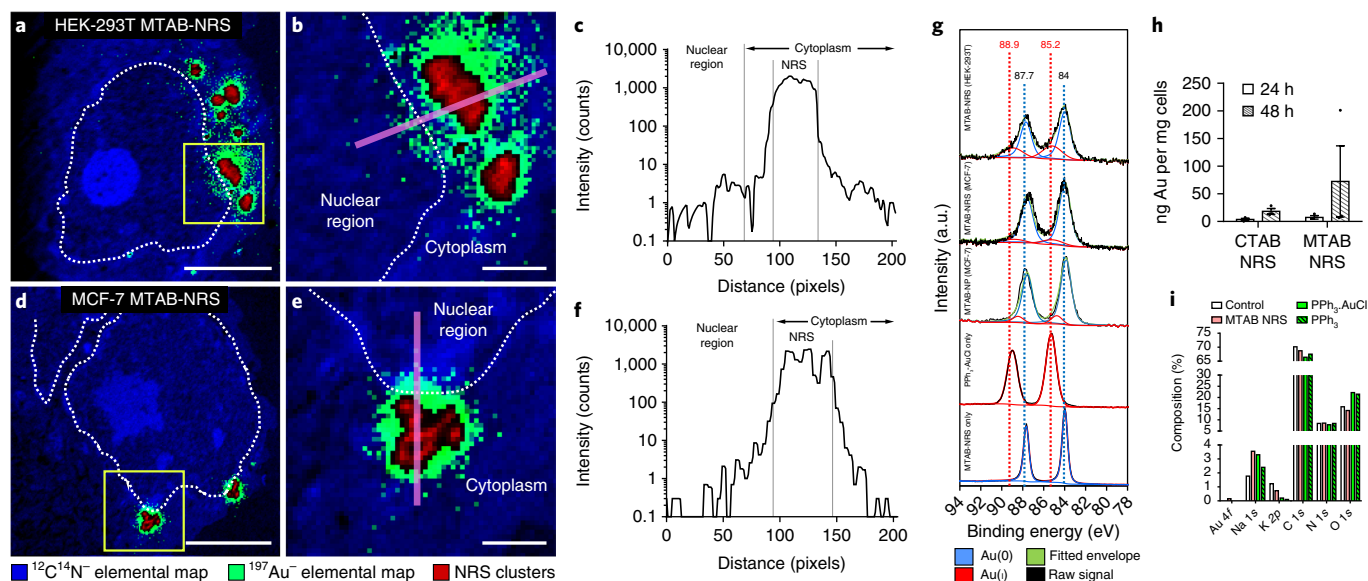 a
HEK-293T MTAB-NRS
b
Nuclear
region
Cytoplasm
c
10,000
1,000
100
10
5
1
0.1
Intensity (counts)
Nuclear
region
Cytoplasm
NRS
0 50 100 150 200
Distance (pixels)
d
MCF-7 MTAB-NRS
e
Nuclear
region
Cytoplasm
f
10,000
1,000
100
10
1
0.1
Intensity (counts)
Nuclear
region
Cytoplasm
NRS
0 50 100 150 200
Distance (pixels)
¹²C¹⁴N⁻ elemental map
¹⁹⁷Au⁻ elemental map
NRS clusters
g
88.9 85.2
87.7 84
MTAB-NRS (HEK-293T)
MTAB-NRS (MCF-7)
MTAB-NP (MCF-7)
PPh₃-AuCl only
MTAB-NRS only
Intensity (a.u.)
94 92 90 88 86 84 82 80 78
Binding energy (eV)
Au(0)
Fitted envelope
Au(I)
Raw signal
h
ng Au per mg cells
250
200
150
100
50
0
24 h
48 h
CTAB
NRS
MTAB
NRS
i
Control
PPh₃.AuCl
MTAB NRS
PPh₃
Composition (%)
75
70
65
30
25
20
15
10
5
4
3
2
1
0
Au 4f
Na 1s
K 2p
C 1s
N 1s
O 1s